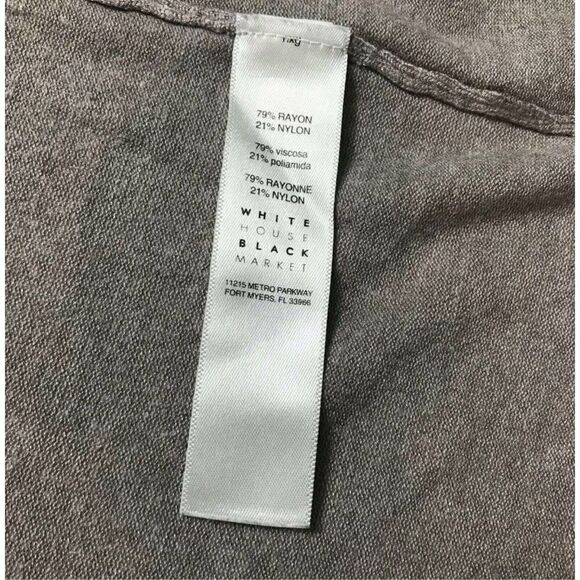 79% RAYON
21% NYLON
79% viscosa
21% poliamida
79% RAYONNE
21% NYLON
WHITE
HOUSE
BLACK
MARKET
11215 METRO PARKWAY
FORT MYERS, FL 33966